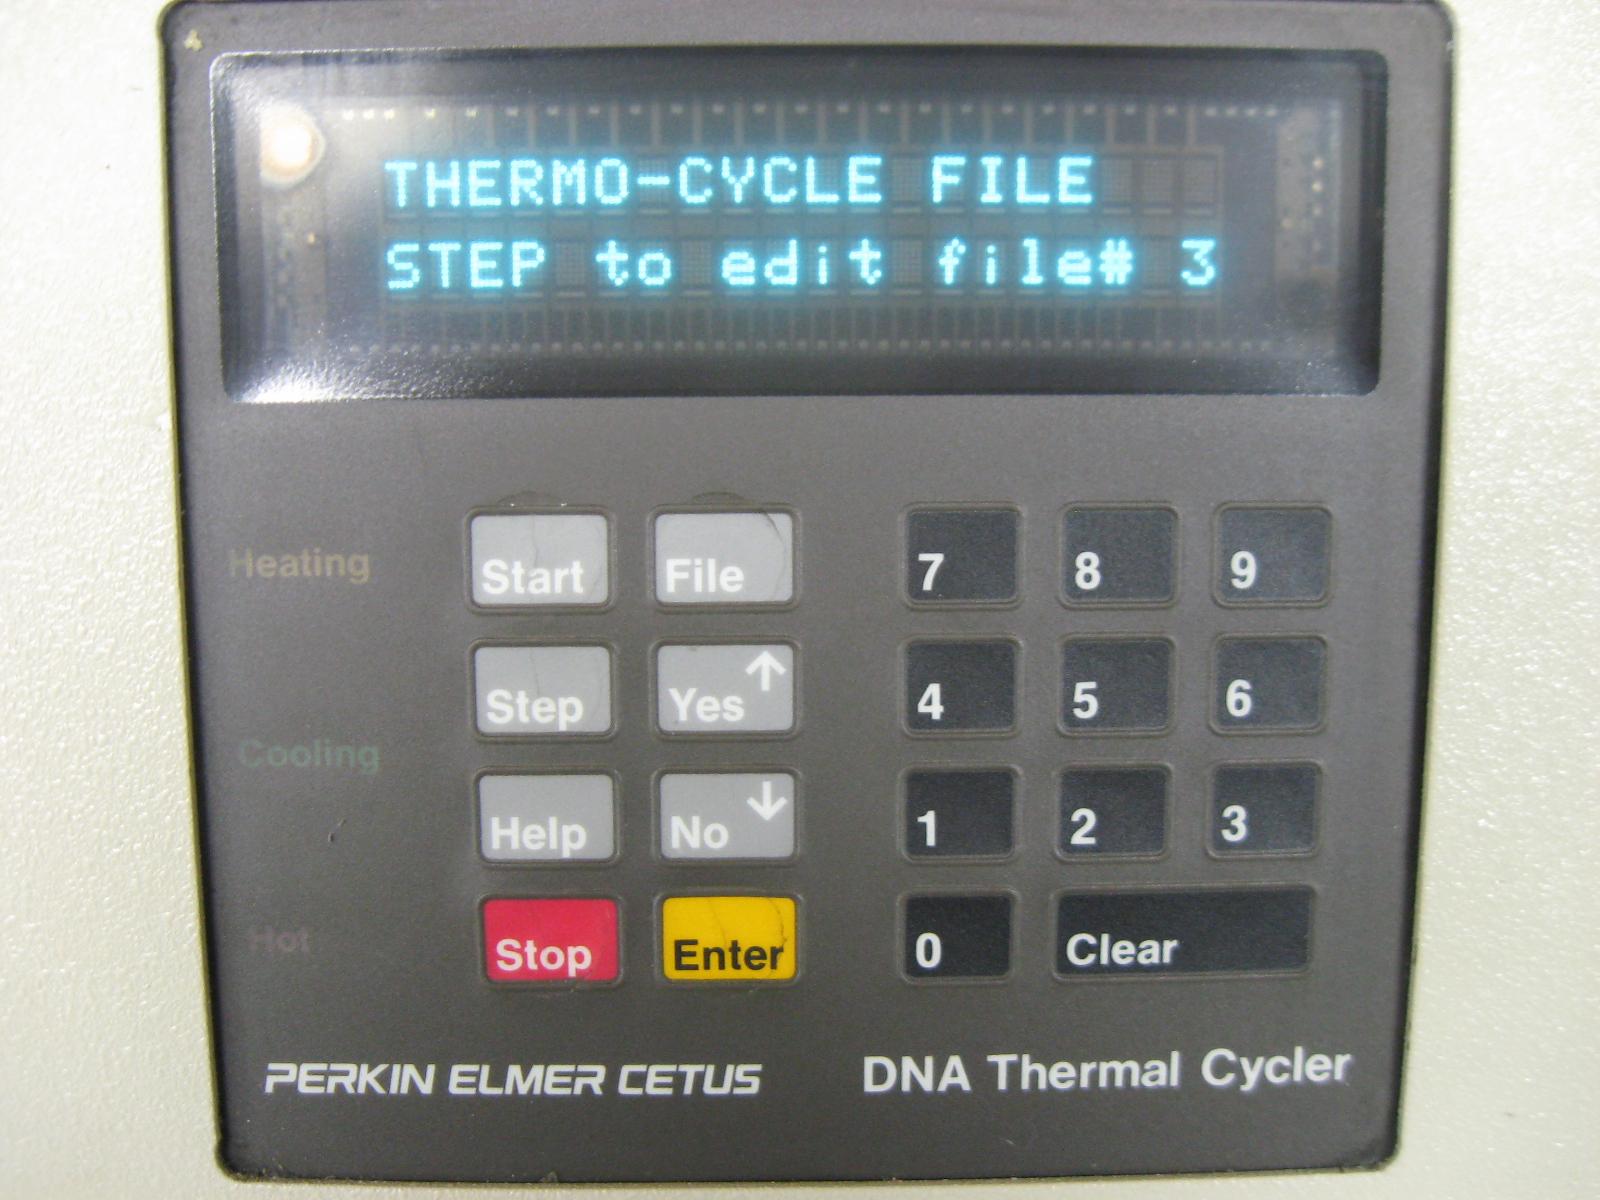 THERMO-CYCLE FILE
STEP to edit file# 3
Heating
Start File 7 8 9
Step Yes↑ 4 5 6
Cooling
Help No↓ 1 2 3
Hot
Stop Enter 0 Clear
PERKIN ELMER CETUS DNA Thermal Cycler